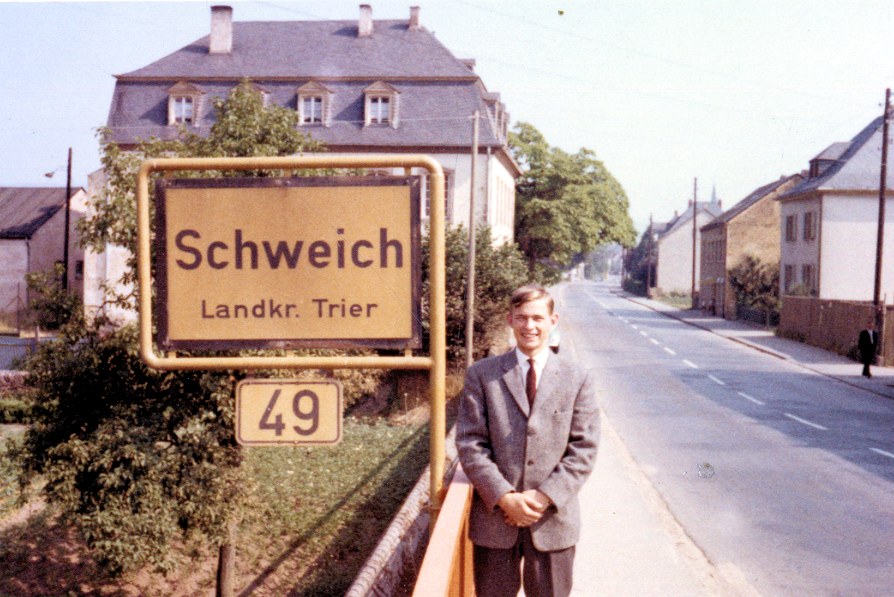 Schweich
Landkr. Trier
49